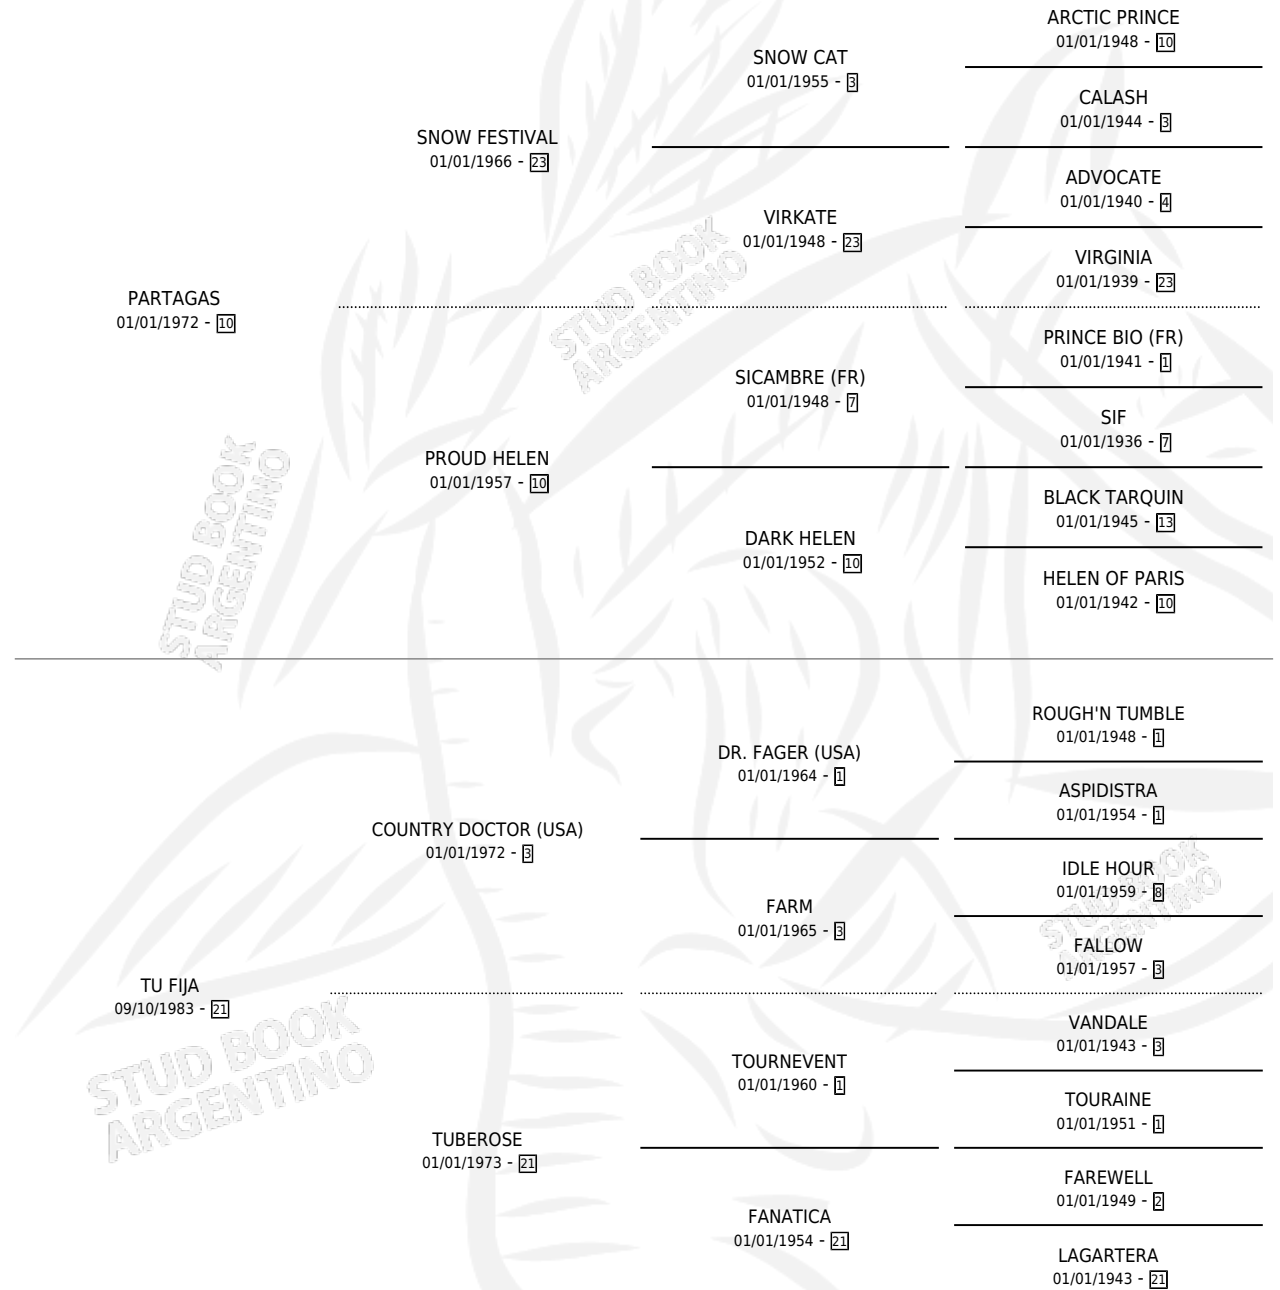 ARCTIC PRINCE
01/01/1948 - 10
SNOW CAT
01/01/1955 - 3
CALASH
01/01/1944 - 3
SNOW FESTIVAL
01/01/1966 - 23
ADVOCATE
01/01/1940 - 4
VIRKATE
01/01/1948 - 23
VIRGINIA
01/01/1939 - 23
PARTAGAS
01/01/1972 - 10
PRINCE BIO (FR)
01/01/1941 - 1
SICAMBRE (FR)
01/01/1948 - 7
SIF
01/01/1936 - 7
PROUD HELEN
01/01/1957 - 10
BLACK TARQUIN
01/01/1945 - 13
DARK HELEN
01/01/1952 - 10
HELEN OF PARIS
01/01/1942 - 10
STUD BOOK
ARGENTINO
STUD BOOK
ARGENTINO
ROUGH'N TUMBLE
01/01/1948 - 1
DR. FAGER (USA)
01/01/1964 - 1
ASPIDISTRA
01/01/1954 - 1
COUNTRY DOCTOR (USA)
01/01/1972 - 3
IDLE HOUR
01/01/1959 - 8
FARM
01/01/1965 - 3
FALLOW
01/01/1957 - 3
TU FIJA
09/10/1983 - 21
VANDALE
01/01/1943 - 3
TOURNEVENT
01/01/1960 - 1
TOURAINE
01/01/1951 - 1
TUBEROSE
01/01/1973 - 21
FAREWELL
01/01/1949 - 2
FANATICA
01/01/1954 - 21
LAGARTERA
01/01/1943 - 21
STUD BOOK
ARGENTINO
STUD BOOK
ARGENTINO